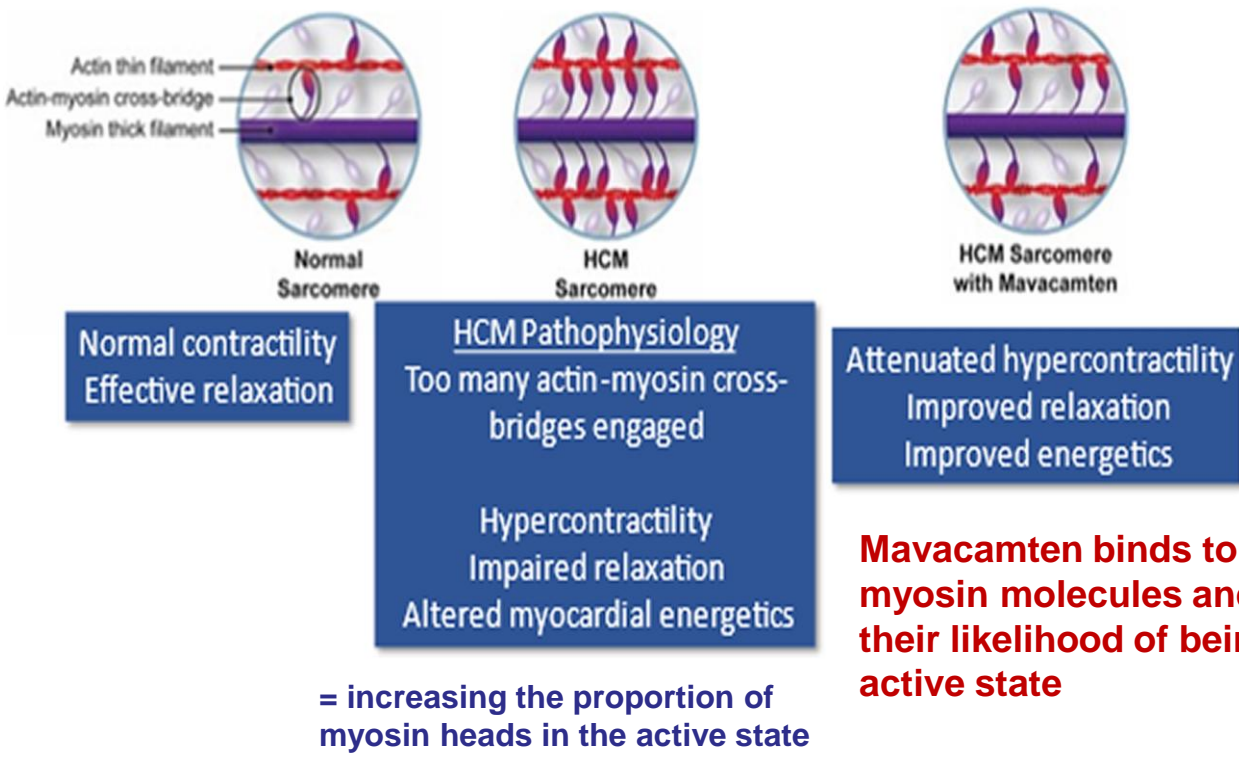 Actin thin filament
Actin-myosin cross-bridge
Myosin thick filament
Normal
Sarcomere
HCM
Sarcomere
HCM Sarcomere
with Mavacamten
Normal contractility
Effective relaxation
HCM Pathophysiology
Too many actin-myosin cross-
bridges engaged
Hypercontractility
Impaired relaxation
Altered myocardial energetics
Attenuated hypercontractility
Improved relaxation
Improved energetics
= increasing the proportion of
myosin heads in the active state
Mavacamten binds to
myosin molecules and
their likelihood of bein
active state